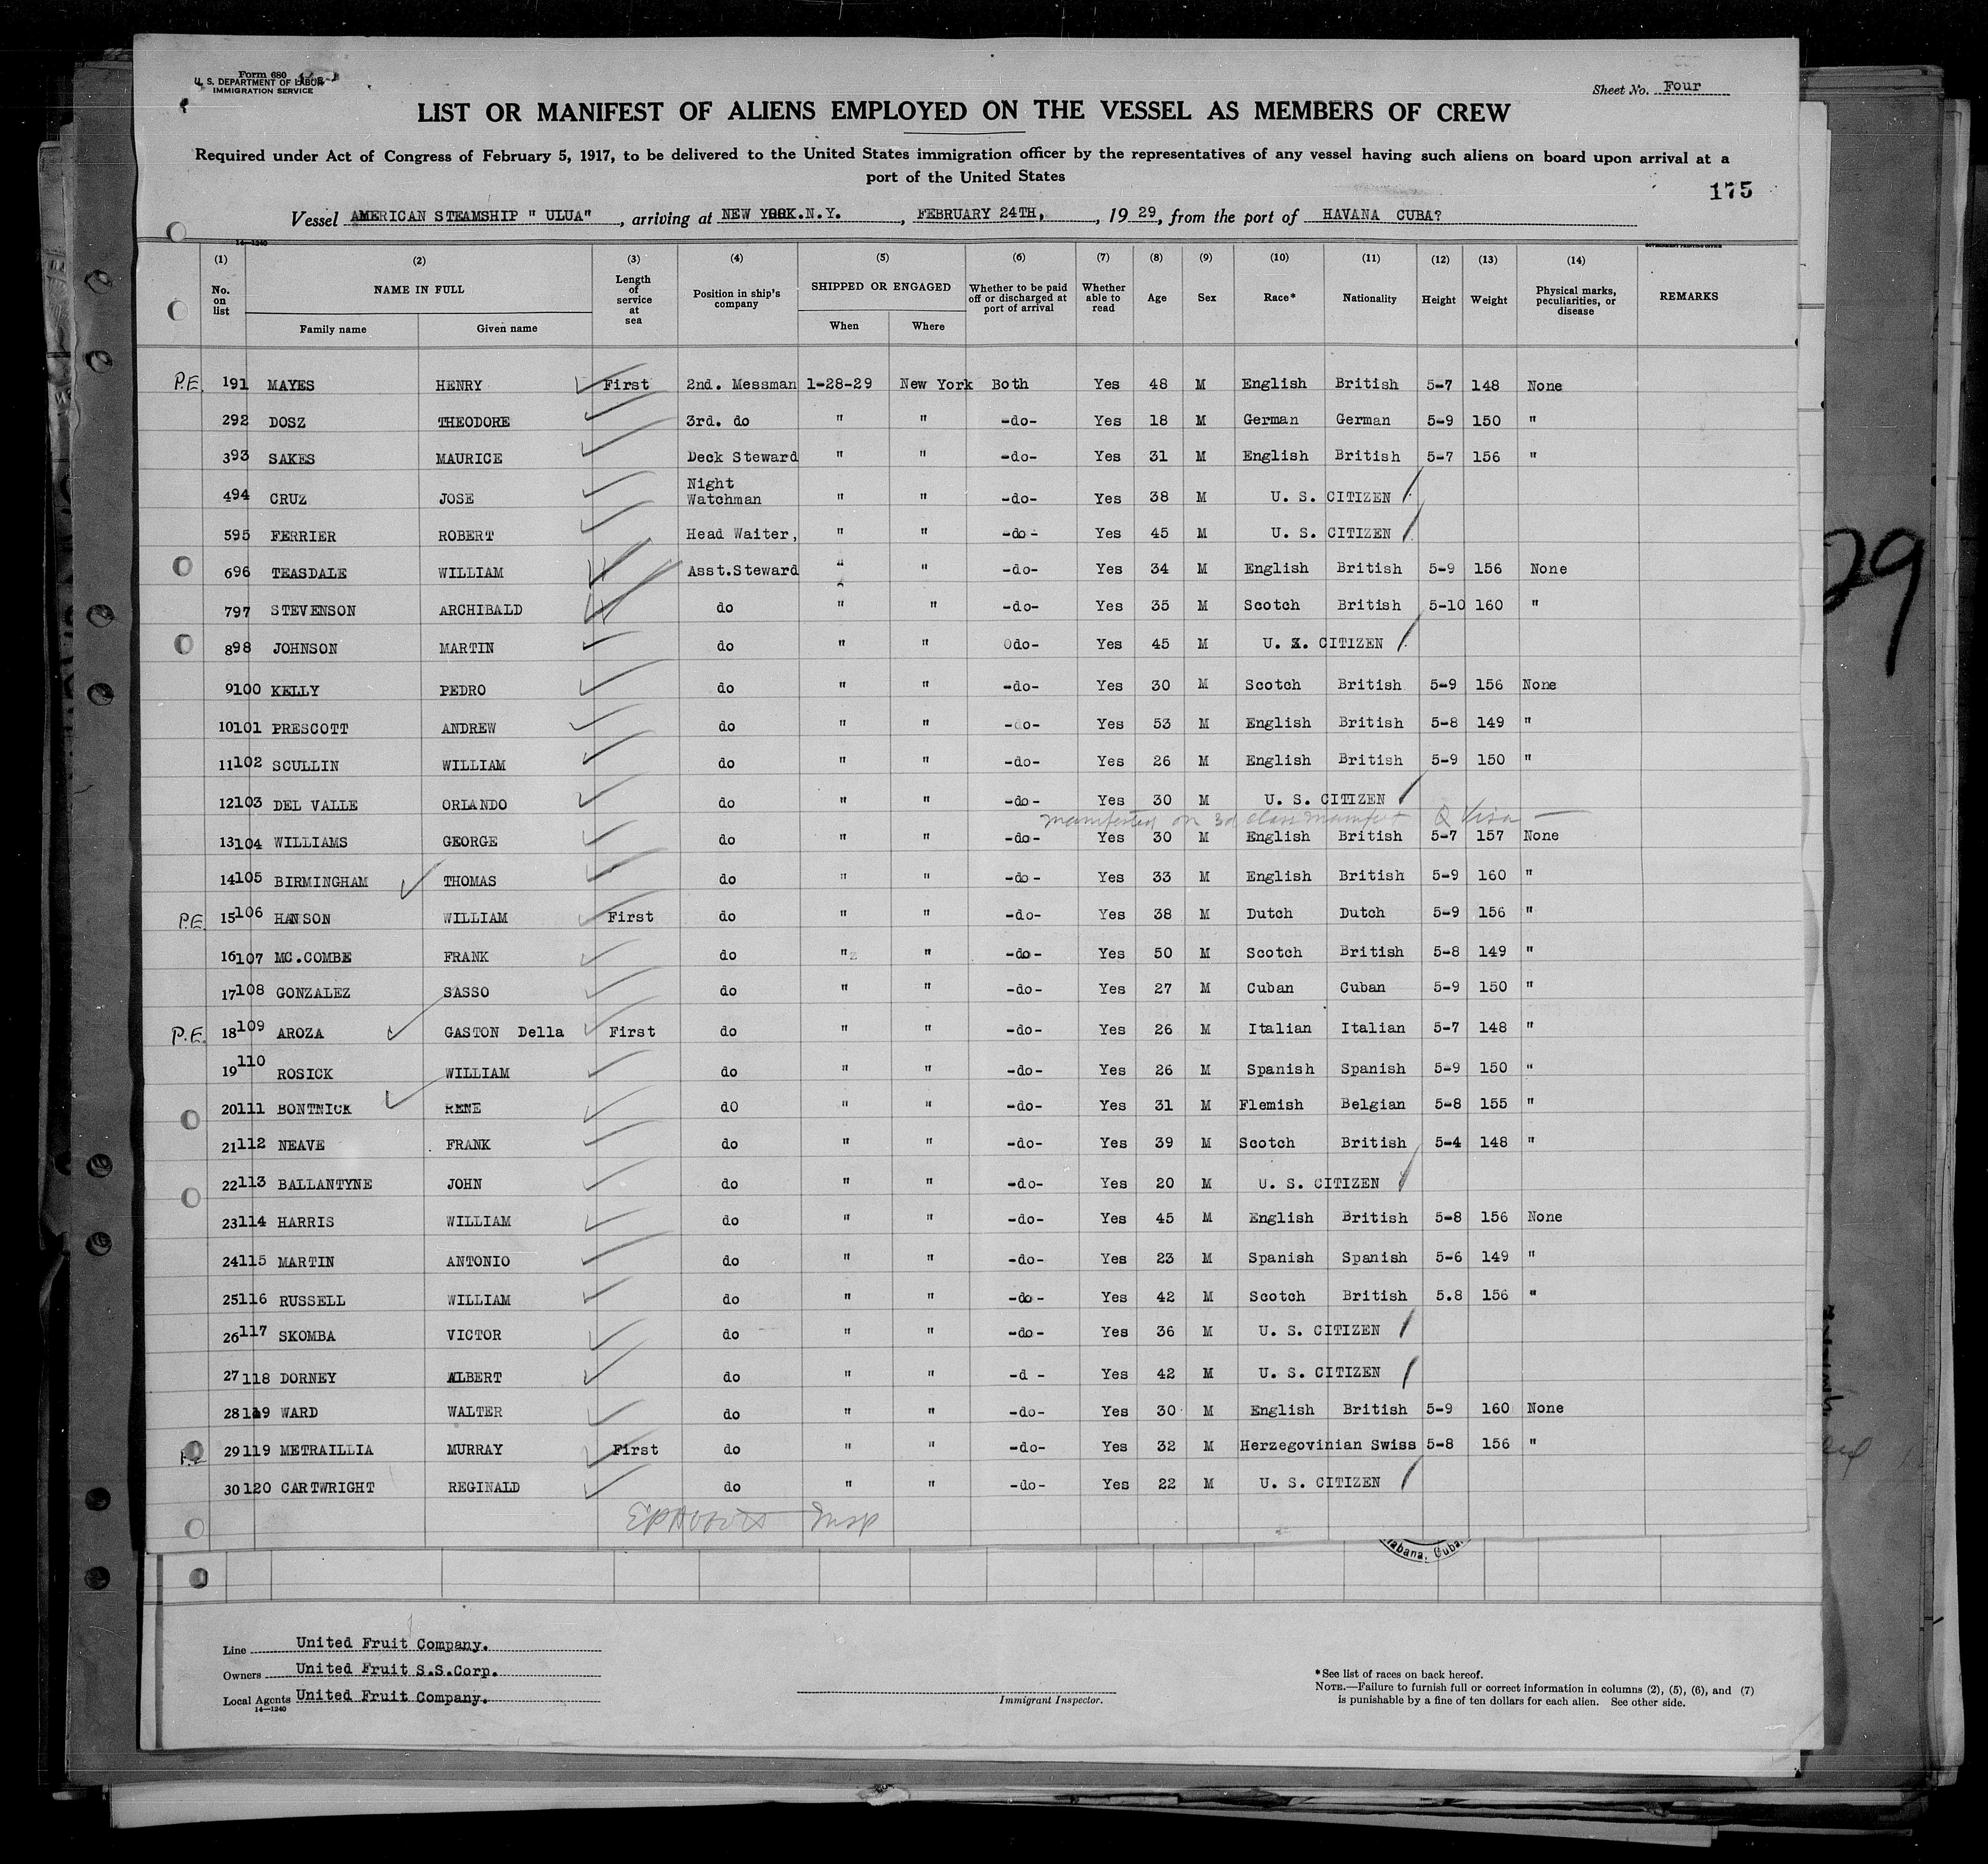 Form 680
U. S. DEPARTMENT OF LABOR
IMMIGRATION SERVICE
Sheet No. Four
LIST OR MANIFEST OF ALIENS EMPLOYED ON THE VESSEL AS MEMBERS OF CREW
Required under Act of Congress of February 5, 1917, to be delivered to the United States immigration officer by the representatives of any vessel having such aliens on board upon arrival at a
port of the United States
175
Vessel AMERICAN STEAMSHIP " ULUA" , arriving at NEW YORK.N.Y. , FEBRUARY 24TH, , 19 29, from the port of HAVANA CUBA?
14—1240 GOVERNMENT PRINTING OFFICE
(1) (2) (3) (4) (5) (6) (7) (8) (9) (10) (11) (12) (13) (14)
No. on list NAME IN FULL Family name Given name Length of service at sea Position in ship's company SHIPPED OR ENGAGED When Where Whether to be paid off or discharged at port of arrival Whether able to read Age Sex Race* Nationality Height Weight Physical marks, peculiarities, or disease REMARKS
P.E. 1 91 MAYES HENRY First 2nd. Messman 1-28-29 New York Both Yes 48 M English British 5-7 148 None
2 92 DOSZ THEODORE 3rd. do " " -do- Yes 18 M German German 5-9 150 "
3 93 SAKES MAURICE Deck Steward " " -do- Yes 31 M English British 5-7 156 "
4 94 CRUZ JOSE Night Watchman " " -do- Yes 38 M U. S. CITIZEN
5 95 FERRIER ROBERT Head Waiter, " " -do- Yes 45 M U. S. CITIZEN
6 96 TEASDALE WILLIAM Asst.Steward " " -do- Yes 34 M English British 5-9 156 None
7 97 STEVENSON ARCHIBALD do " " -do- Yes 35 M Scotch British 5-10 160 "
8 98 JOHNSON MARTIN do " " 0do- Yes 45 M U. X. CITIZEN
9 100 KELLY PEDRO do " " -do- Yes 30 M Scotch British 5-9 156 None
10 101 PRESCOTT ANDREW do " " -do- Yes 53 M English British 5-8 149 "
11 102 SCULLIN WILLIAM do " " -do- Yes 26 M English British 5-9 150 "
12 103 DEL VALLE ORLANDO do " " -do- Yes 30 M U. S. CITIZEN
manifested on 3d class manifest Q Visa —
13 104 WILLIAMS GEORGE do " " -do- Yes 30 M English British 5-7 157 None
14 105 BIRMINGHAM THOMAS do " " -do- Yes 33 M English British 5-9 160 "
P.E. 15 106 HANSON WILLIAM First do " " -do- Yes 38 M Dutch Dutch 5-9 156 "
16 107 MC.COMBE FRANK do " " -do- Yes 50 M Scotch British 5-8 149 "
17 108 GONZALEZ SASSO do " " -do- Yes 27 M Cuban Cuban 5-9 150 "
P.E. 18 109 AROZA GASTON Della First do " " -do- Yes 26 M Italian Italian 5-7 148 "
19 110 ROSICK WILLIAM do " " -do- Yes 26 M Spanish Spanish 5-9 150 "
20 111 BONTNICK RENE dO " " -do- Yes 31 M Flemish Belgian 5-8 155 "
21 112 NEAVE FRANK do " " -do- Yes 39 M Scotch British 5-4 148 "
22 113 BALLANTYNE JOHN do " " -do- Yes 20 M U. S. CITIZEN
23 114 HARRIS WILLIAM do " " -do- Yes 45 M English British 5-8 156 None
24 115 MARTIN ANTONIO do " " -do- Yes 23 M Spanish Spanish 5-6 149 "
25 116 RUSSELL WILLIAM do " " -do- Yes 42 M Scotch British 5.8 156 "
26 117 SKOMBA VICTOR do " " -do- Yes 36 M U. S. CITIZEN
27 118 DORNEY ALBERT do " " -d - Yes 42 M U. S. CITIZEN
28 119 WARD WALTER do " " -do- Yes 30 M English British 5-9 160 None
29 119 METRAILLIA MURRAY First do " " -do- Yes 32 M Herzegovinian Swiss 5-8 156 "
30 120 CARTWRIGHT REGINALD do " " -do- Yes 22 M U. S. CITIZEN
Insp
Habana, Cuba.
Line United Fruit Company.
Owners United Fruit S.S.Corp.
Local Agents United Fruit Company.
14—1240
Immigrant Inspector.
*See list of races on back hereof.
NOTE.—Failure to furnish full or correct information in columns (2), (5), (6), and (7)
is punishable by a fine of ten dollars for each alien. See other side.
29